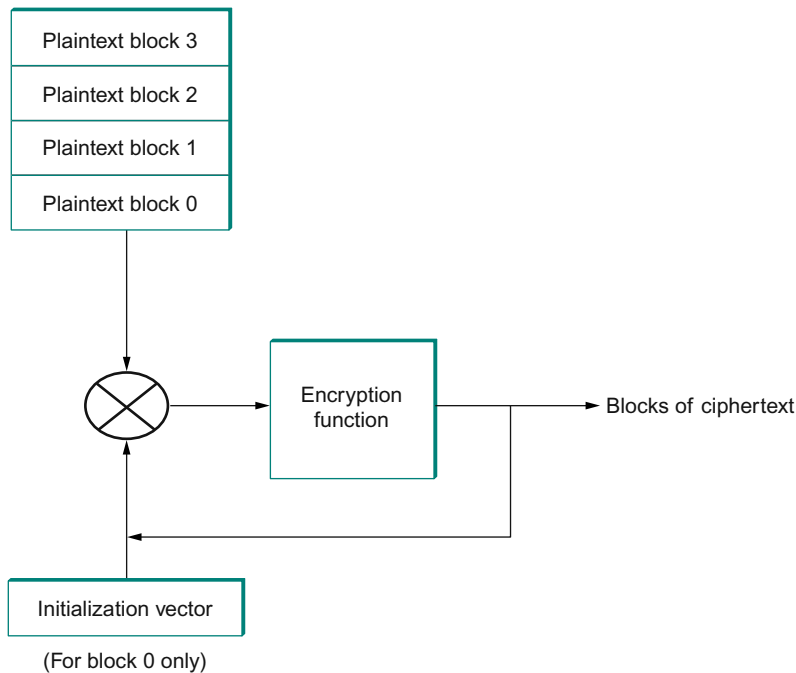 Plaintext block 3
Plaintext block 2
Plaintext block 1
Plaintext block 0
Encryption
function
Blocks of ciphertext
Initialization vector
(For block 0 only)